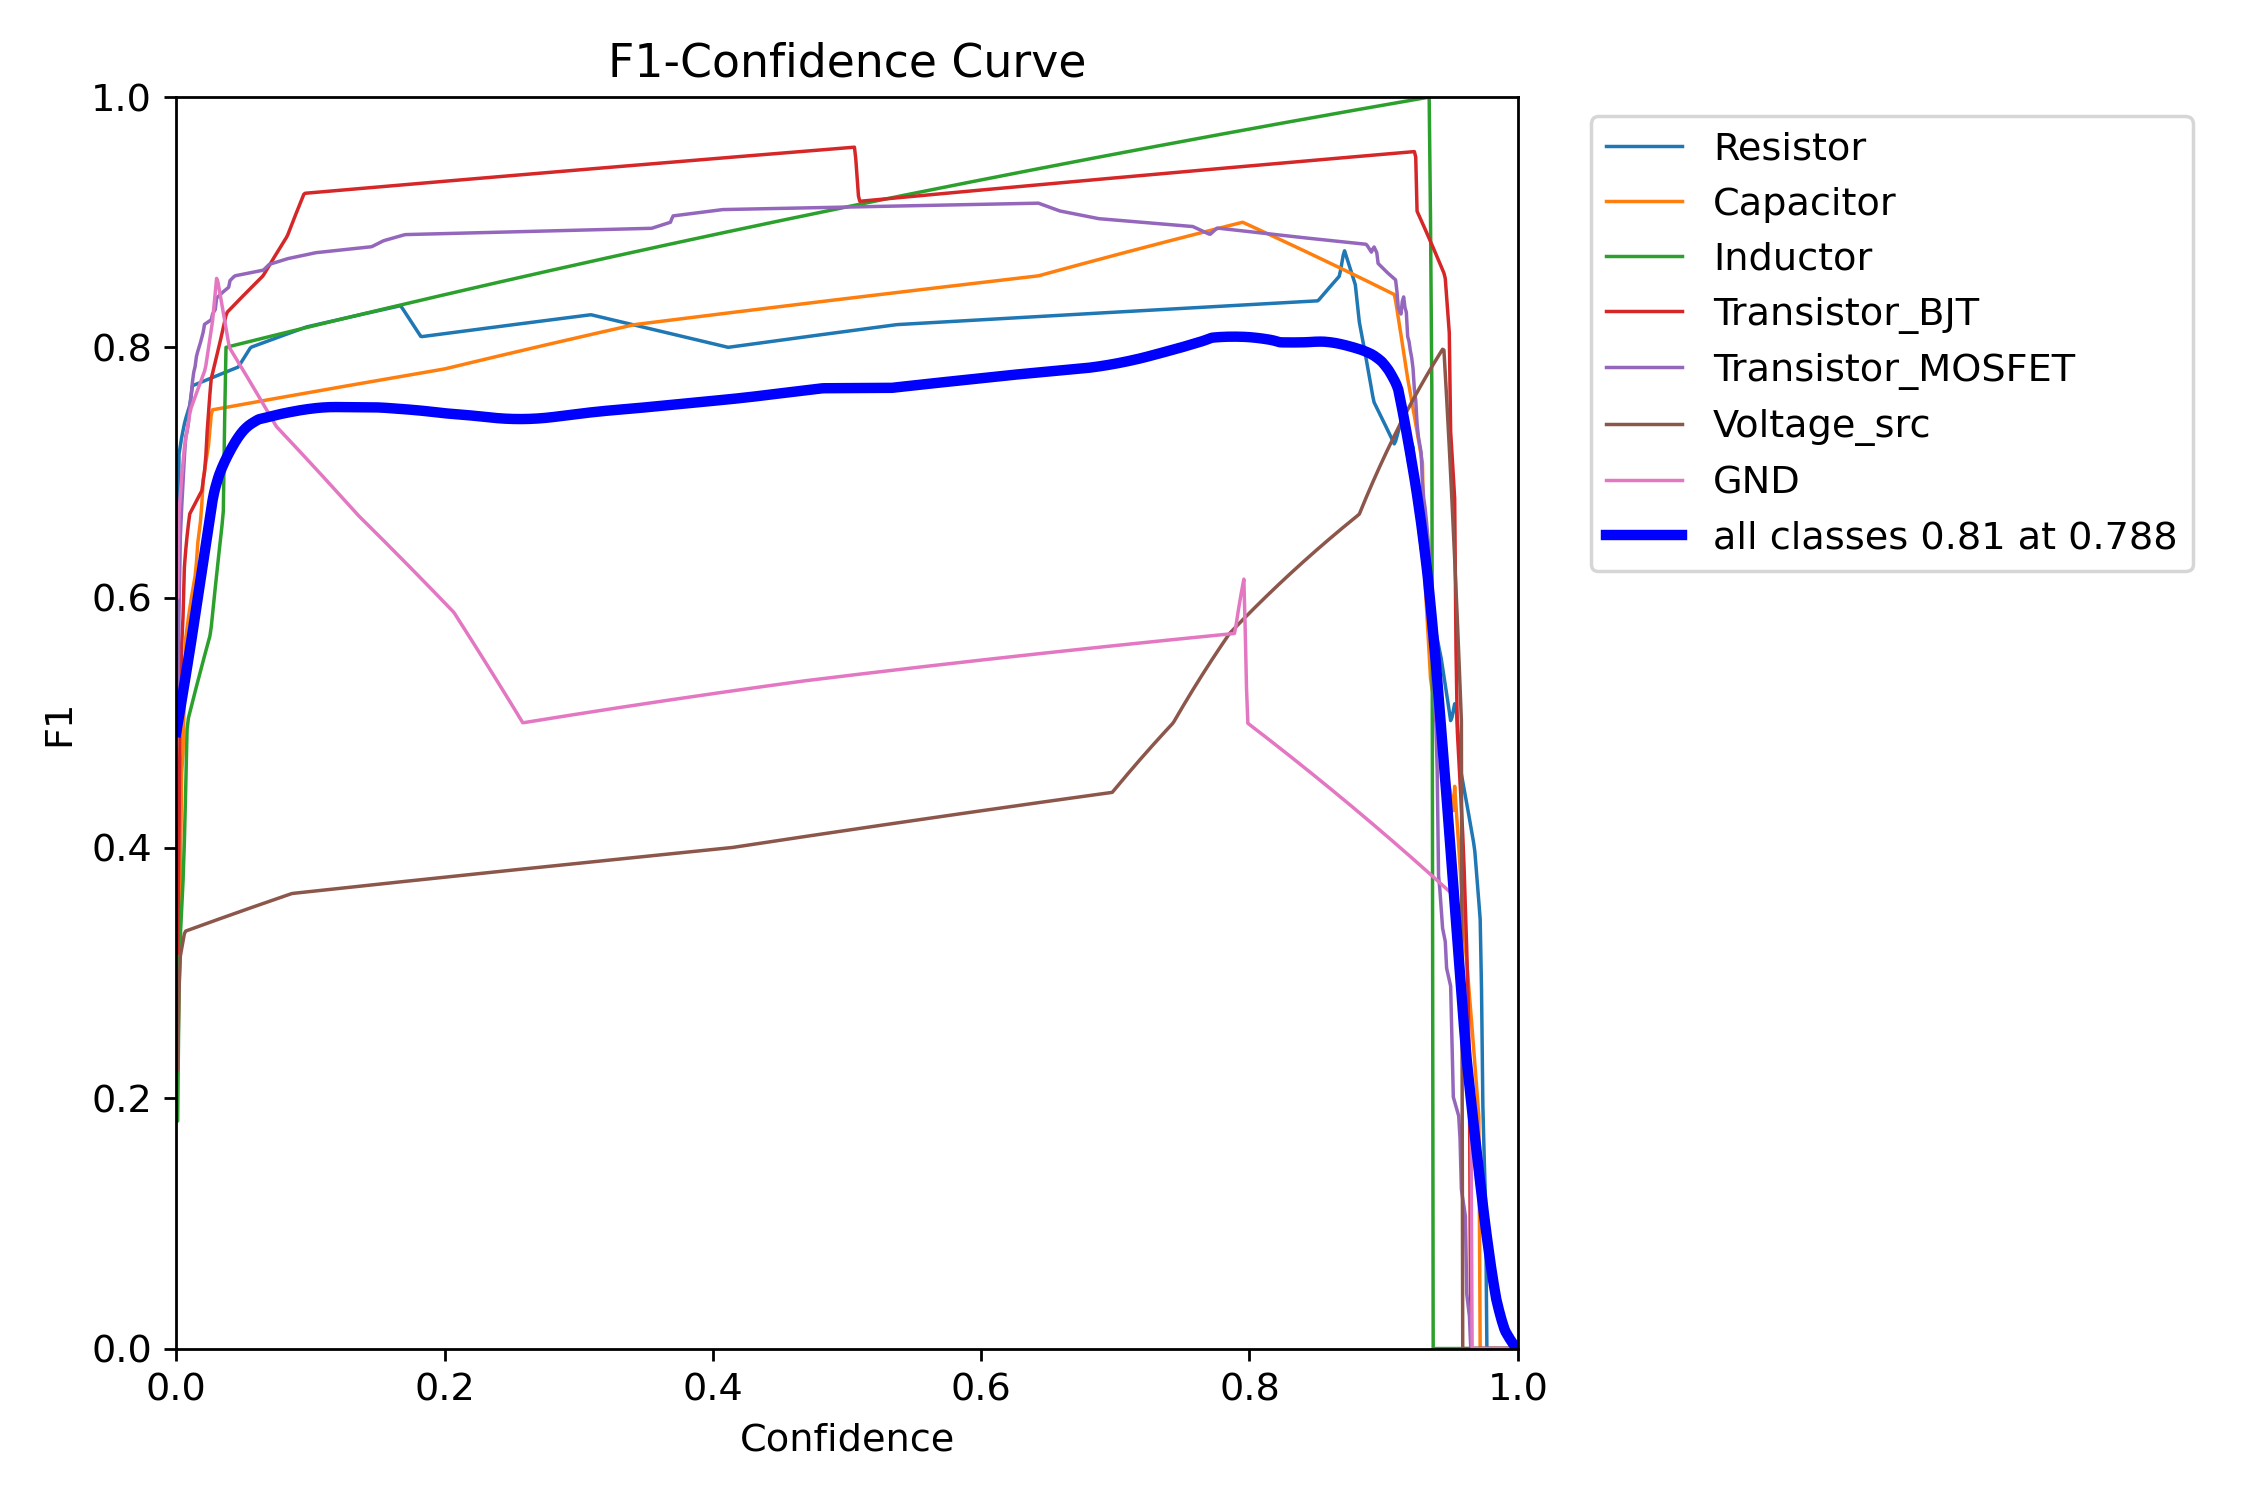 F1-Confidence Curve
1.0
0.8
0.6
0.4
0.2
0.0
F1
0.0 0.2 0.4 0.6 0.8 1.0
Confidence
Resistor
Capacitor
Inductor
Transistor_BJT
Transistor_MOSFET
Voltage_src
GND
all classes 0.81 at 0.788